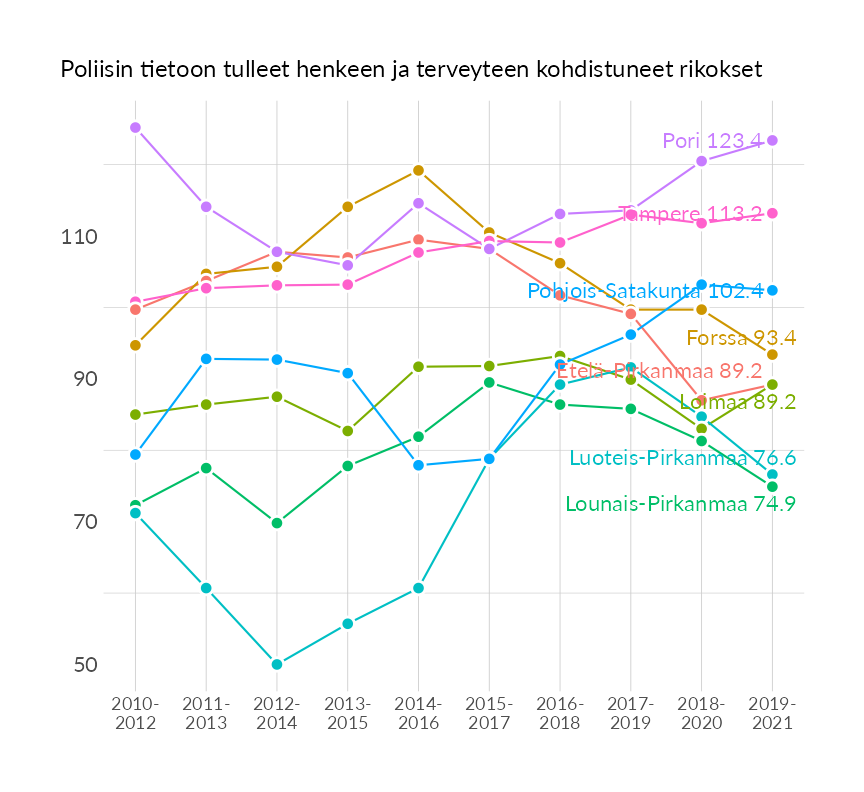 Poliisin tietoon tulleet henkeen ja terveyteen kohdistuneet rikokset
Pori 123.4
Tampere 113.2
110
Pohjois-Satakunta 102.4
Forssa 93.4
Etelä-Pirkanmaa 89.2
90
Loimaa 89.2
Luoteis-Pirkanmaa 76.6
Lounais-Pirkanmaa 74.9
70
50
2010- 2011- 2012- 2013- 2014- 2015- 2016- 2017- 2018- 2019-
2012 2013 2014 2015 2016 2017 2018 2019 2020 2021